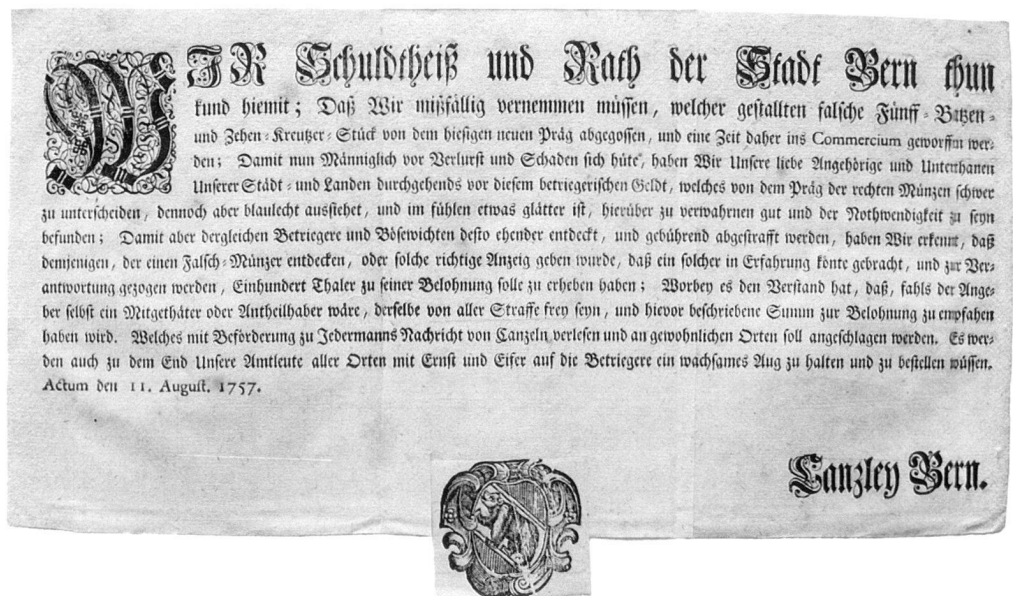 WIR Schuldtheiß und Rath der Stadt Bern thun
kund hiemit; Daß Wir mißfällig vernemmen müssen, welcher gestallten falsche Fünff-Batzen-
und Zehen-Kreutzer-Stück von dem hiesigen neuen Präg abgegossen, und eine Zeit daher ins Commercium geworffen wer-
den; Damit nun Männiglich vor Verlurst und Schaden sich hüte, haben Wir Unsere liebe Angehörige und Unterthanen
Unserer Städt- und Landen durchgehends vor diesem betriegerischen Geldt, welches von dem Präg der rechten Münzen schwer
zu unterscheiden, dennoch aber blaulecht aussiehet, und im fühlen etwas glätter ist, hierüber zu verwahrnen gut und der Nothwendigkeit zu seyn
befunden; Damit aber dergleichen Betriegere und Bösewichten desto ehender entdeckt, und gebührend abgestrafft werden, haben Wir erkennt, daß
demjenigen, der einen Falsch-Münzer entdecken, oder solche richtige Anzeig geben wurde, daß ein solcher in Erfahrung könte gebracht, und zur Ver-
antwortung gezogen werden, Einhundert Thaler zu seiner Belohnung solle zu erheben haben; Worbey es den Verstand hat, daß, fahls der Ange-
ber selbst ein Mitgethäter oder Antheilhaber wäre, derselbe von aller Straffe frey seyn, und hievor beschriebene Summ zur Belohnung zu empfahen
haben wird. Welches mit Beförderung zu Jedermanns Nachricht von Canzeln verlesen und an gewohnlichen Orten soll angeschlagen werden. Es wer-
den auch zu dem End Unsere Amtleute aller Orten mit Ernst und Eifer auf die Betriegere ein wachsames Aug zu halten und zu bestellen wüssen.
Actum den 11. August. 1757.
Canzley Bern.